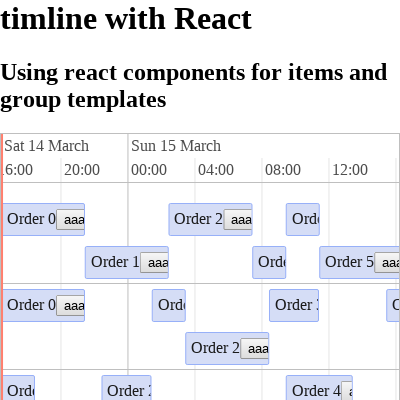 timline with React
Using react components for items and
group templates
Sat 14 March Sun 15 March
6:00 20:00 00:00 04:00 08:00 12:00
Order 0 aaa Order 2 aaa
Order 1 aaa Order 5 aaa
Order 0 aaa Order
Order 2 aaa
Order Order 4